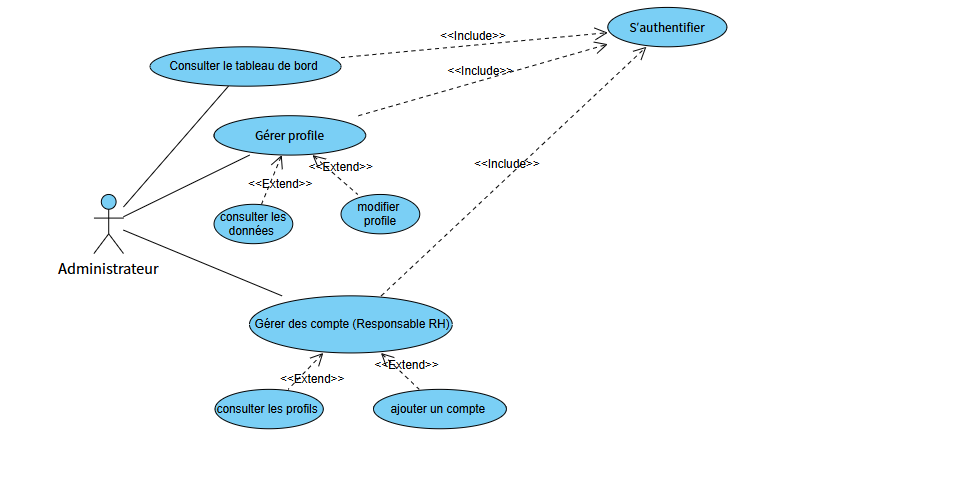 S'authentifier
<<Include>>
Consulter le tableau de bord
<<Include>>
Gérer profile
<<Extend>>
<<Include>>
<<Extend>>
modifier
profile
consulter les
données
Administrateur
Gérer des compte (Responsable RH)
<<Extend>>
<<Extend>>
consulter les profils
ajouter un compte